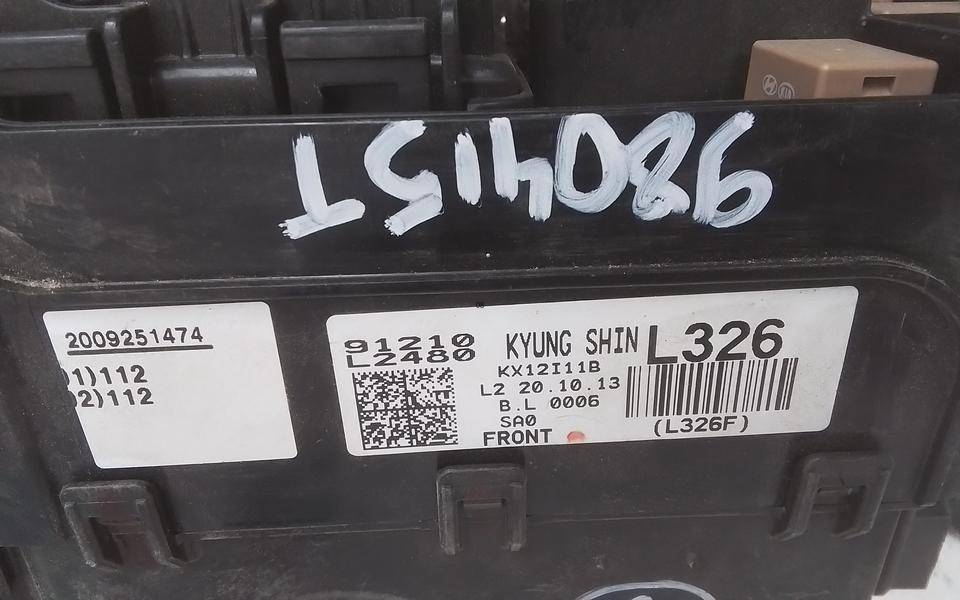 980415T
2009251474
1)112
2)112
91210
L2480
KYUNG SHIN
L326
KX12I11B
L2 20.10.13
B.L 0006
SA0
FRONT
(L326F)